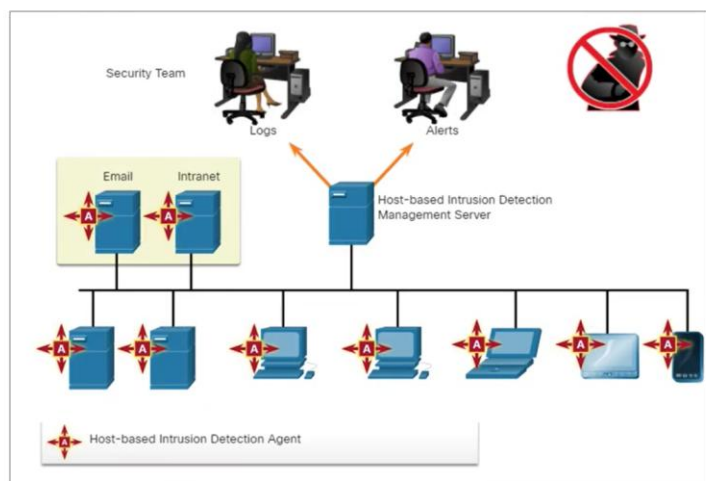 Security Team
Logs
Alerts
Email
Intranet
Host-based Intrusion Detection
Management Server
A
A
A
A
A
A
A
A
A
A
Host-based Intrusion Detection Agent